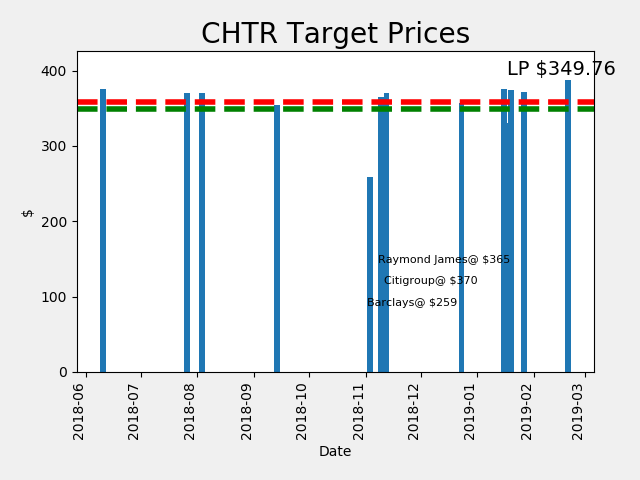 CHTR Target Prices
LP $349.76
400
300
200
100
0
$
Raymond James@ $365
Citigroup@ $370
Barclays@ $259
2018-06
2018-07
2018-08
2018-09
2018-10
2018-11
2018-12
2019-01
2019-02
2019-03
Date